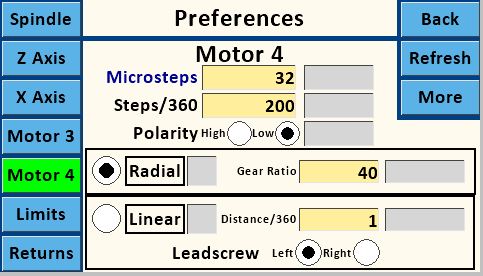 Spindle Preferences Back
Z Axis Motor 4 Refresh
Microsteps 32
X Axis Steps/360 200 More
Motor 3 Polarity High Low
Motor 4 Radial Gear Ratio 40
Limits Linear Distance/360 1
Returns Leadscrew Left Right